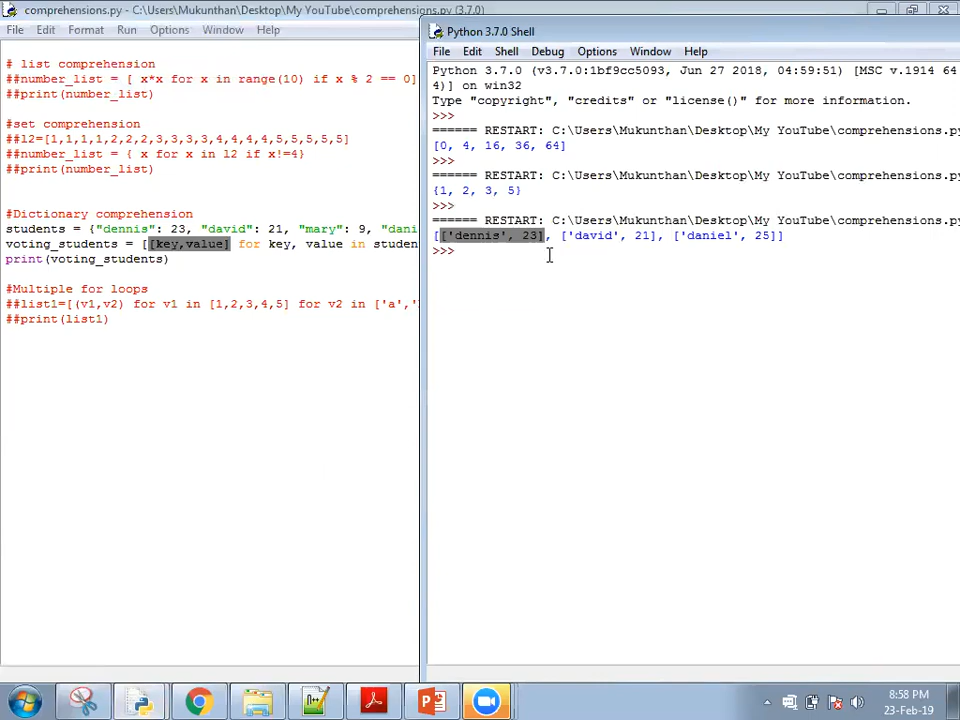 comprehensions.py - C:\Users\Mukunthan\Desktop\My YouTube\comprehensions.py (3.7.0)
File Edit Format Run Options Window Help
# list comprehension
##number_list = [ x*x for x in range(10) if x % 2 == 0]
##print(number_list)
#set comprehension
##l2=[1,1,1,1,2,2,2,3,3,3,3,4,4,4,4,5,5,5,5,5]
##number_list = { x for x in l2 if x!=4}
##print(number_list)
#Dictionary comprehension
students = {"dennis": 23, "david": 21, "mary": 9, "dani
voting_students = [[key,value] for key, value in studen
print(voting_students)
#Multiple for loops
##list1=[(v1,v2) for v1 in [1,2,3,4,5] for v2 in ['a','
##print(list1)
Python 3.7.0 Shell
File Edit Shell Debug Options Window Help
Python 3.7.0 (v3.7.0:1bf9cc5093, Jun 27 2018, 04:59:51) [MSC v.1914 64
4)] on win32
Type "copyright", "credits" or "license()" for more information.
>>>
====== RESTART: C:\Users\Mukunthan\Desktop\My YouTube\comprehensions.py
[0, 4, 16, 36, 64]
>>>
====== RESTART: C:\Users\Mukunthan\Desktop\My YouTube\comprehensions.py
{1, 2, 3, 5}
>>>
====== RESTART: C:\Users\Mukunthan\Desktop\My YouTube\comprehensions.py
[['dennis', 23], ['david', 21], ['daniel', 25]]
>>>
8:58 PM
23-Feb-19